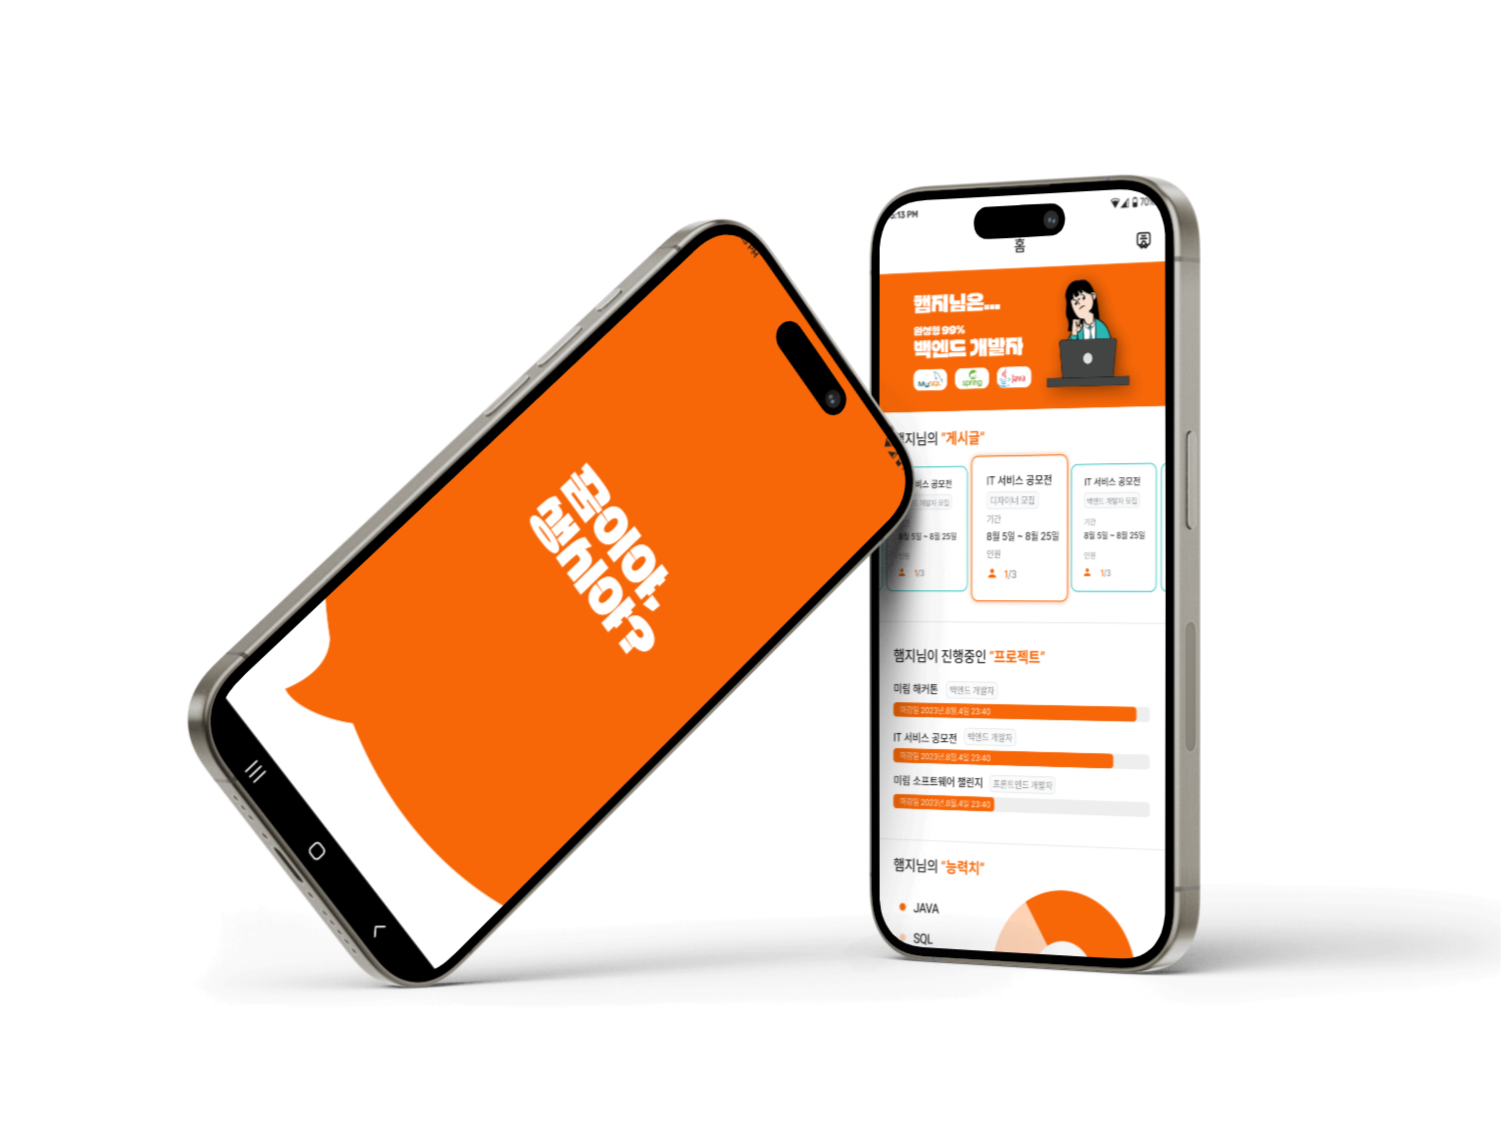 꿈이야,
생시야?
:13 PM
70%
홈
햄지님은...
완성형 99%
백엔드 개발자
MySQL spring Java
햄지님의 “게시글”
비스 공모전
개발자 모집
8월 5일 ~ 8월 25일
인원
1/3
IT 서비스 공모전
디자이너 모집
기간
8월 5일 ~ 8월 25일
인원
1/3
IT 서비스 공모전
백엔드 개발자 모집
기간
8월 5일 ~ 8월 25일
인원
1/3
햄지님이 진행중인 “프로젝트”
미림 해커톤 백엔드 개발자
마감일 2023년.8월.4일 23:40
IT 서비스 공모전 백엔드 개발자
마감일 2023년.8월.4일 23:40
미림 소프트웨어 챌린지 프론트엔드 개발자
마감일 2023년.8월.4일 23:40
햄지님의 “능력치”
JAVA
SQL